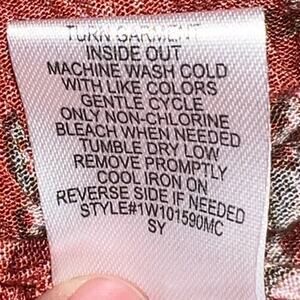 TURN GARMENT
INSIDE OUT
MACHINE WASH COLD
WITH LIKE COLORS
GENTLE CYCLE
ONLY NON-CHLORINE
BLEACH WHEN NEEDED
TUMBLE DRY LOW
REMOVE PROMPTLY
COOL IRON ON
REVERSE SIDE IF NEEDED
STYLE#1W101590MC
SY